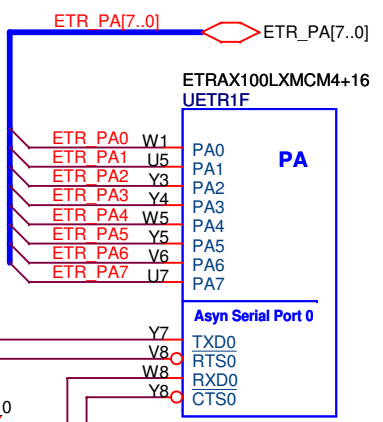 ETR_PA[7..0]
ETR_PA[7..0]
ETRAX100LXMCM4+16
UETR1F
PA
ETR_PA0 W1 PA0
ETR_PA1 U5 PA1
ETR_PA2 Y3 PA2
ETR_PA3 Y4 PA3
ETR_PA4 W5 PA4
ETR_PA5 Y5 PA5
ETR_PA6 V6 PA6
ETR_PA7 U7 PA7
Asyn Serial Port 0
Y7 TXD0
V8 RTS0
W8 RXD0
Y8 CTS0
0